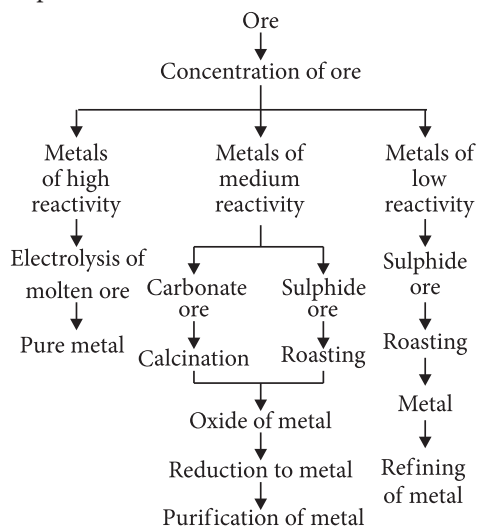 Ore
Concentration of ore
Metals
of high
reactivity
Electrolysis of
molten ore
Pure metal
Metals of
medium
reactivity
Carbonate
ore
Calcination
Sulphide
ore
Roasting
Oxide of metal
Reduction to metal
Purification of metal
Metals of
low
reactivity
Sulphide
ore
Roasting
Metal
Refining
of metal